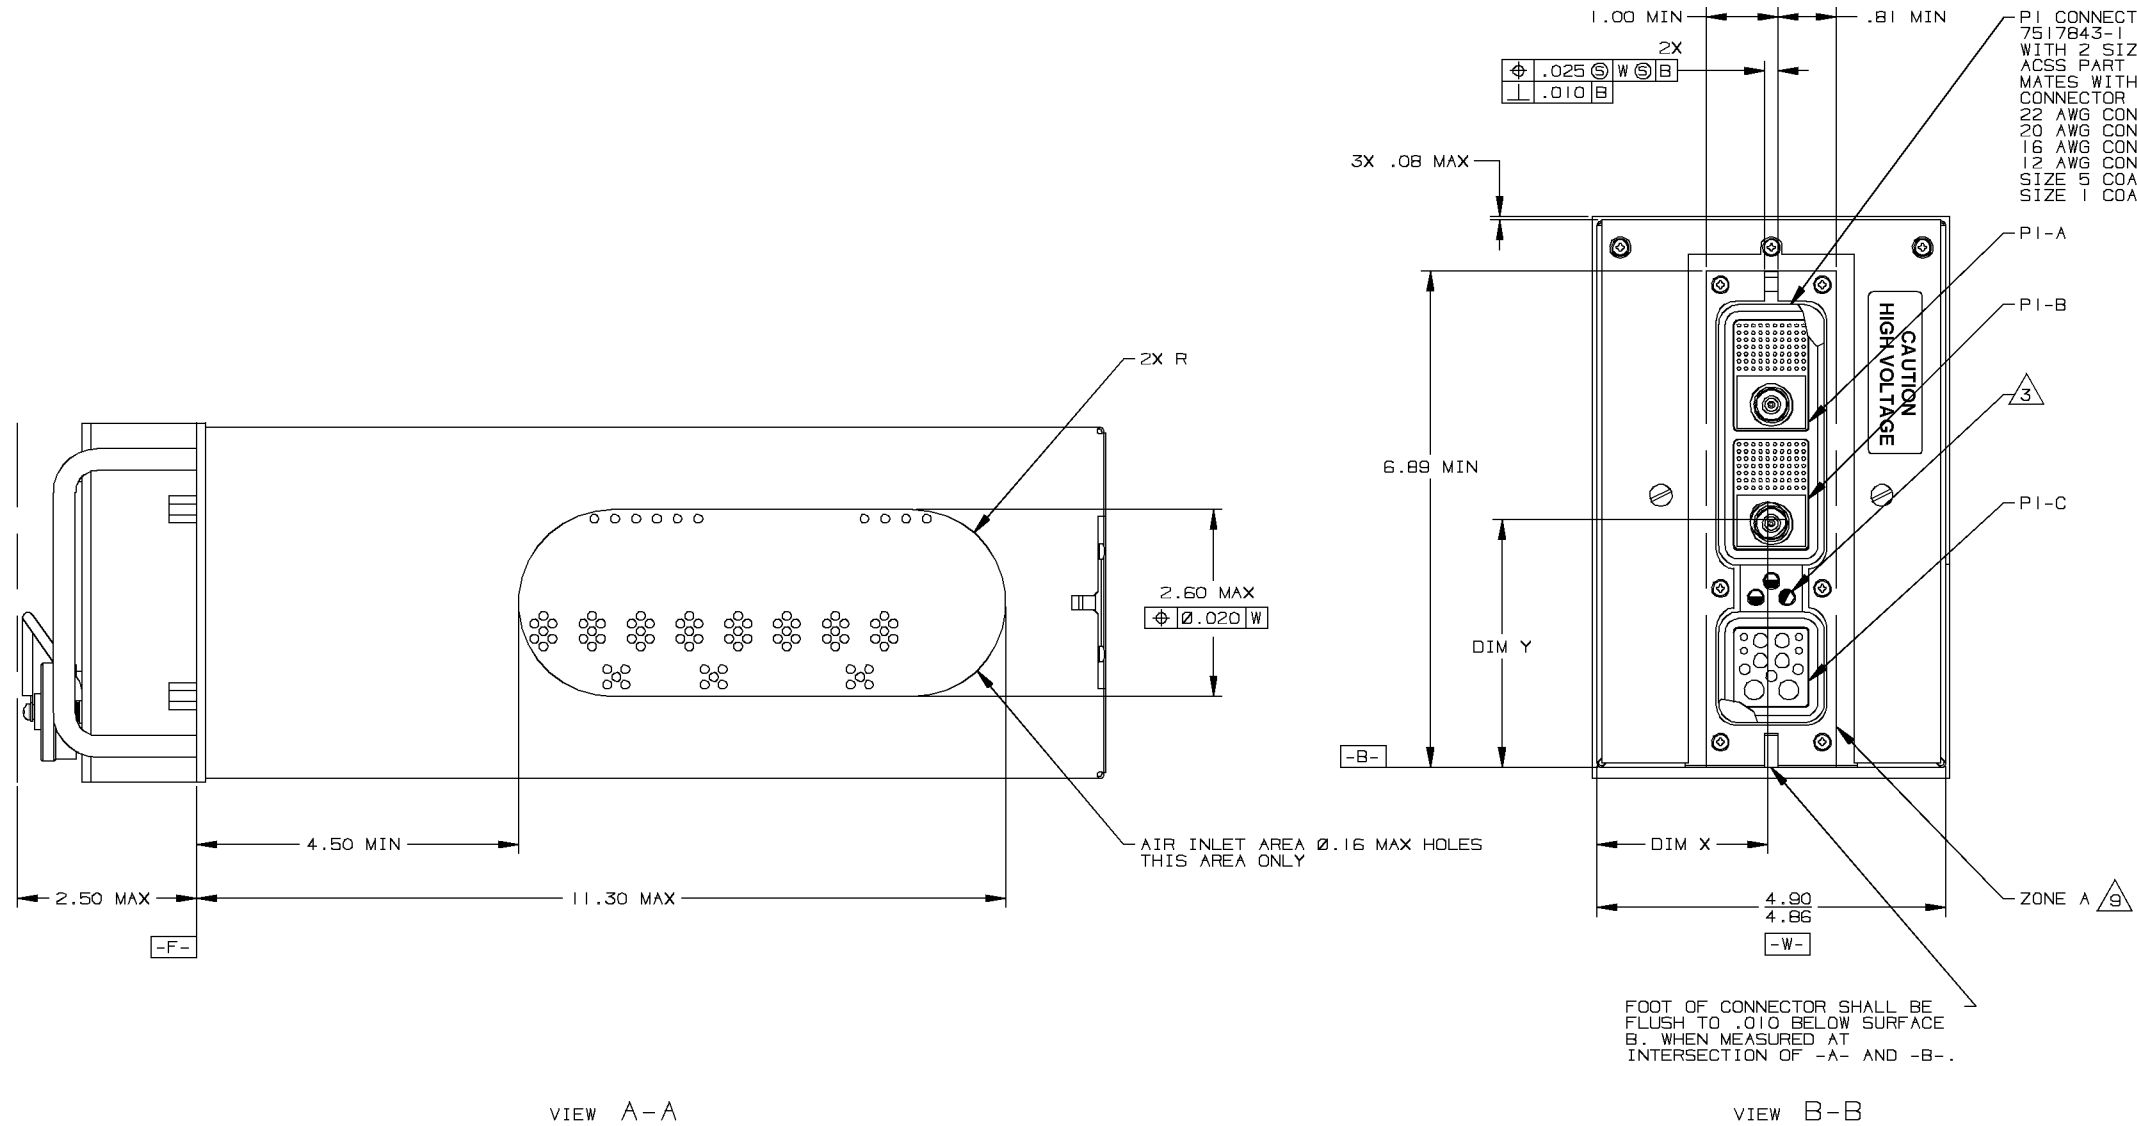 1.00 MIN
.81 MIN
2X
.025 Ⓢ W Ⓢ B
.010 B
3X .08 MAX
P1 CONNECT
7517843-1
WITH 2 SIZ
ACSS PART
MATES WITH
CONNECTOR
22 AWG CON
20 AWG CON
16 AWG CON
12 AWG CON
SIZE 5 COA
SIZE 1 COA
P1-A
P1-B
CAUTION
HIGH VOLTAGE
3
P1-C
6.89 MIN
DIM Y
-B-
2X R
2.60 MAX
Ø.020 W
4.50 MIN
AIR INLET AREA Ø.16 MAX HOLES
THIS AREA ONLY
2.50 MAX
11.30 MAX
-F-
DIM X
4.90
4.86
-W-
ZONE A 9
FOOT OF CONNECTOR SHALL BE
FLUSH TO .010 BELOW SURFACE
B. WHEN MEASURED AT
INTERSECTION OF -A- AND -B-.
VIEW A-A
VIEW B-B